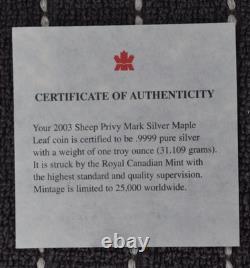 CERTIFICATE OF AUTHENTICITY
Your 2003 Sheep Privy Mark Silver Maple
Leaf coin is certified to be .9999 pure silver
with a weight of one troy ounce (31,109 grams).
It is struck by the Royal Canadian Mint with
the highest standard and quality supervision.
Mintage is limited to 25,000 worldwide.